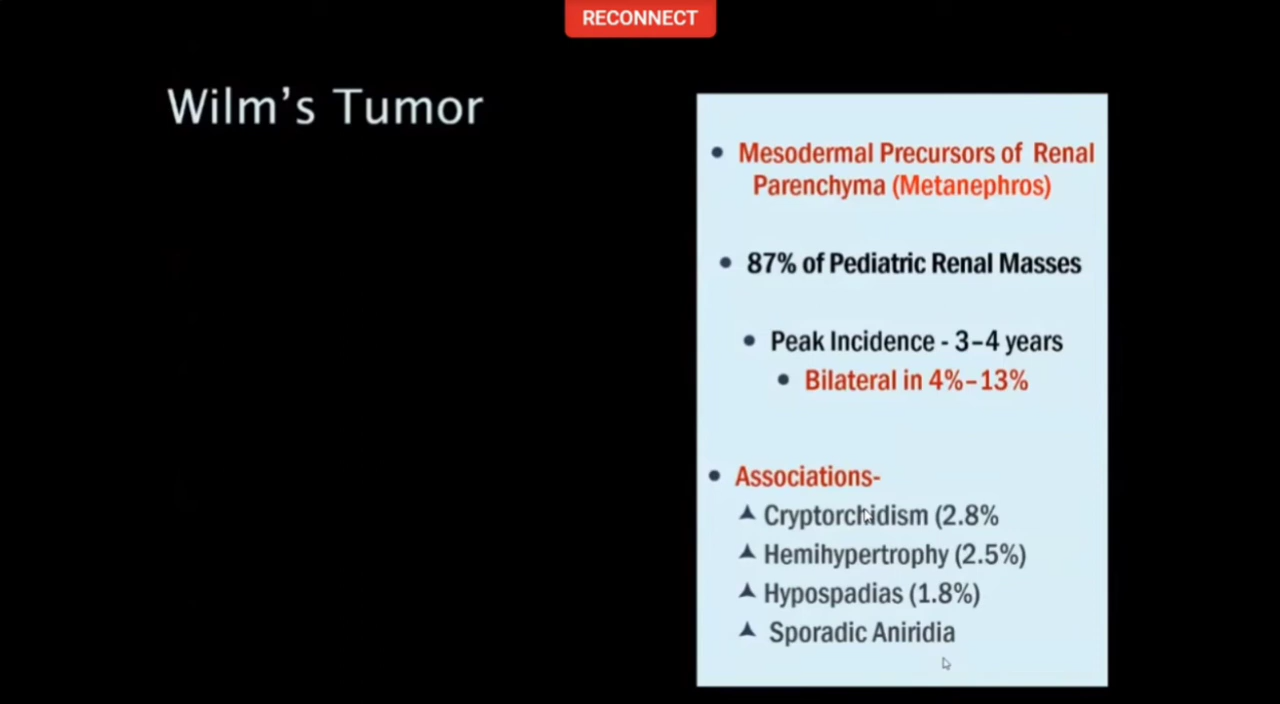 RECONNECT
Wilm's Tumor
• Mesodermal Precursors of Renal
Parenchyma (Metanephros)
• 87% of Pediatric Renal Masses
• Peak Incidence - 3–4 years
• Bilateral in 4%–13%
• Associations-
Cryptorchidism (2.8%
Hemihypertrophy (2.5%)
Hypospadias (1.8%)
Sporadic Aniridia